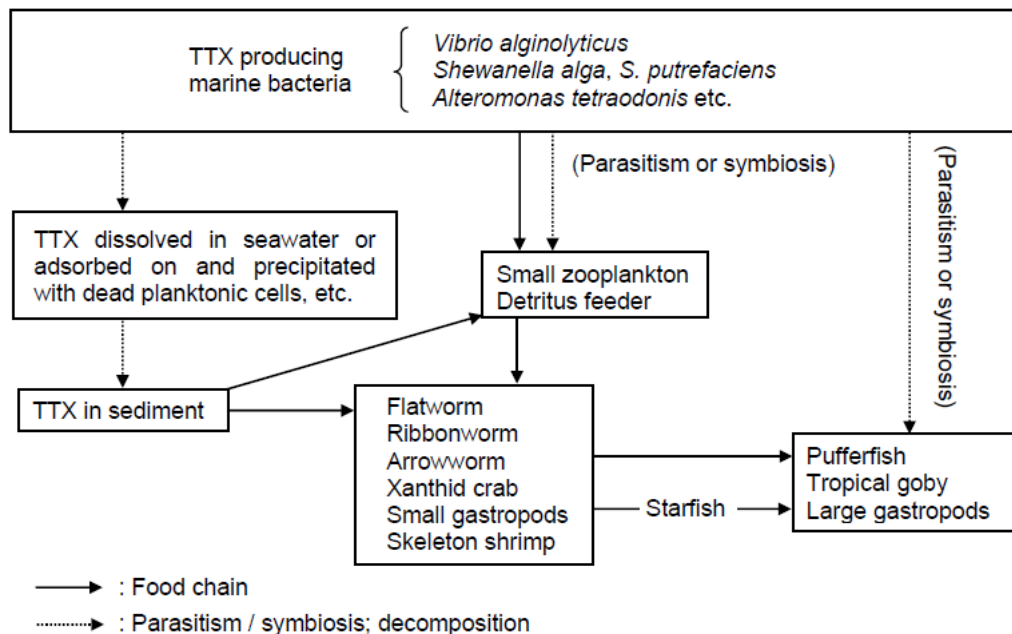 TTX producing
marine bacteria
Vibrio alginolyticus
Shewanella alga, S. putrefaciens
Alteromonas tetraodonis etc.
(Parasitism or symbiosis)
(Parasitism or symbiosis)
TTX dissolved in seawater or
adsorbed on and precipitated
with dead planktonic cells, etc.
Small zooplankton
Detritus feeder
TTX in sediment
Flatworm
Ribbonworm
Arrowworm
Xanthid crab
Small gastropods
Skeleton shrimp
Starfish
Pufferfish
Tropical goby
Large gastropods
: Food chain
: Parasitism / symbiosis; decomposition